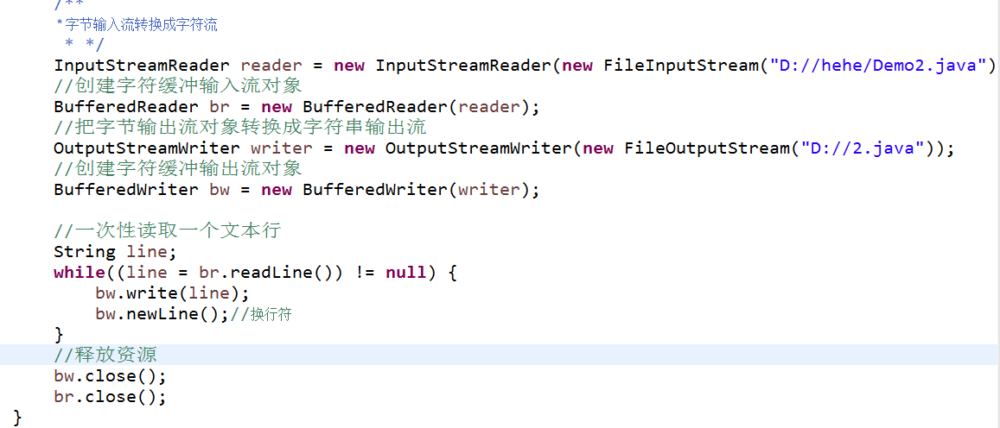 /**
*字节输入流转换成字符流
* */
InputStreamReader reader = new InputStreamReader(new FileInputStream("D://hehe/Demo2.java")
//创建字符缓冲输入流对象
BufferedReader br = new BufferedReader(reader);
//把字节输出流对象转换成字符串输出流
OutputStreamWriter writer = new OutputStreamWriter(new FileOutputStream("D://2.java"));
//创建字符缓冲输出流对象
BufferedWriter bw = new BufferedWriter(writer);
//一次性读取一个文本行
String line;
while((line = br.readLine()) != null) {
bw.write(line);
bw.newLine();//换行符
}
//释放资源
bw.close();
br.close();
}